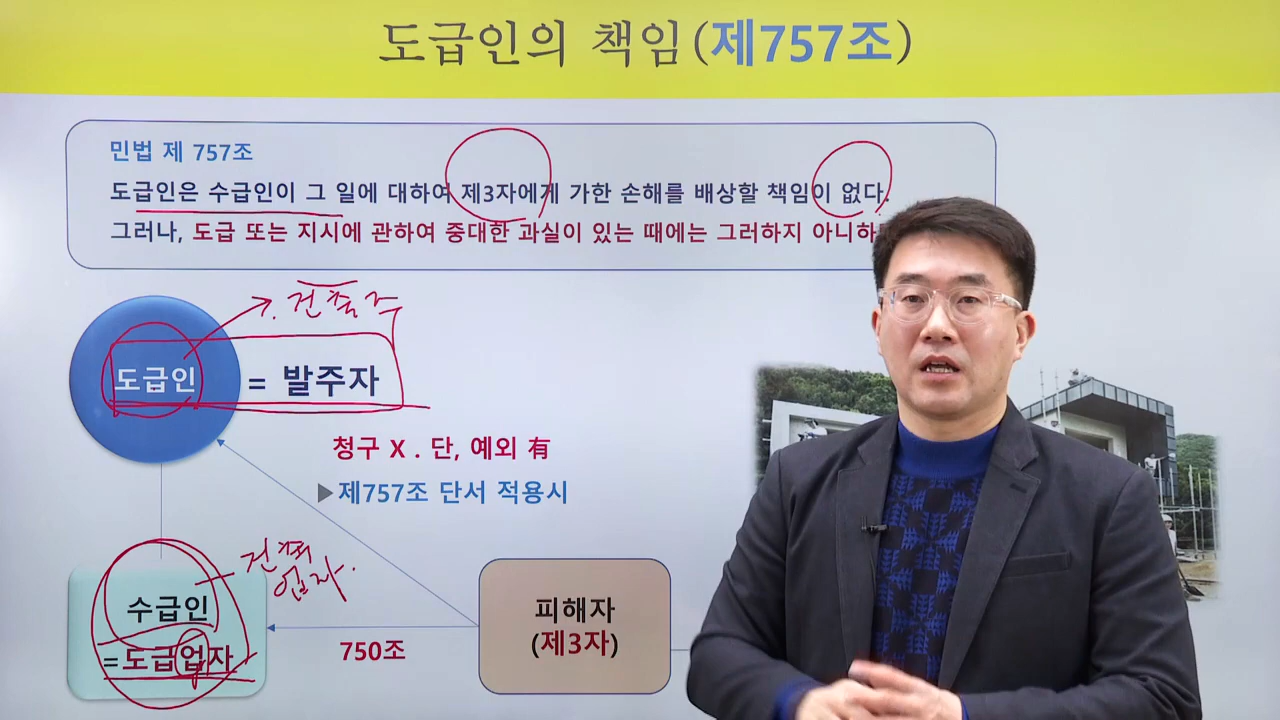 도급인의 책임(제757조)
민법 제 757조
도급인은 수급인이 그 일에 대하여 제3자에게 가한 손해를 배상할 책임이 없다.
그러나, 도급 또는 지시에 관하여 중대한 과실이 있는 때에는 그러하지 아니하
건축주
도급인 = 발주자
청구 X . 단, 예외 有
▶제757조 단서 적용시
건축
업자.
수급인
=도급업자
750조
피해자
(제3자)